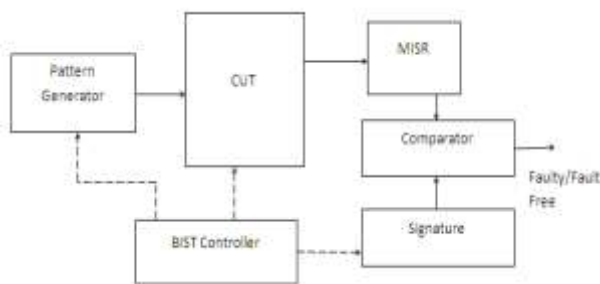 Pattern
Generator
CUT
MISR
Comparator
Faulty/Fault
Free
BIST Controller
Signature